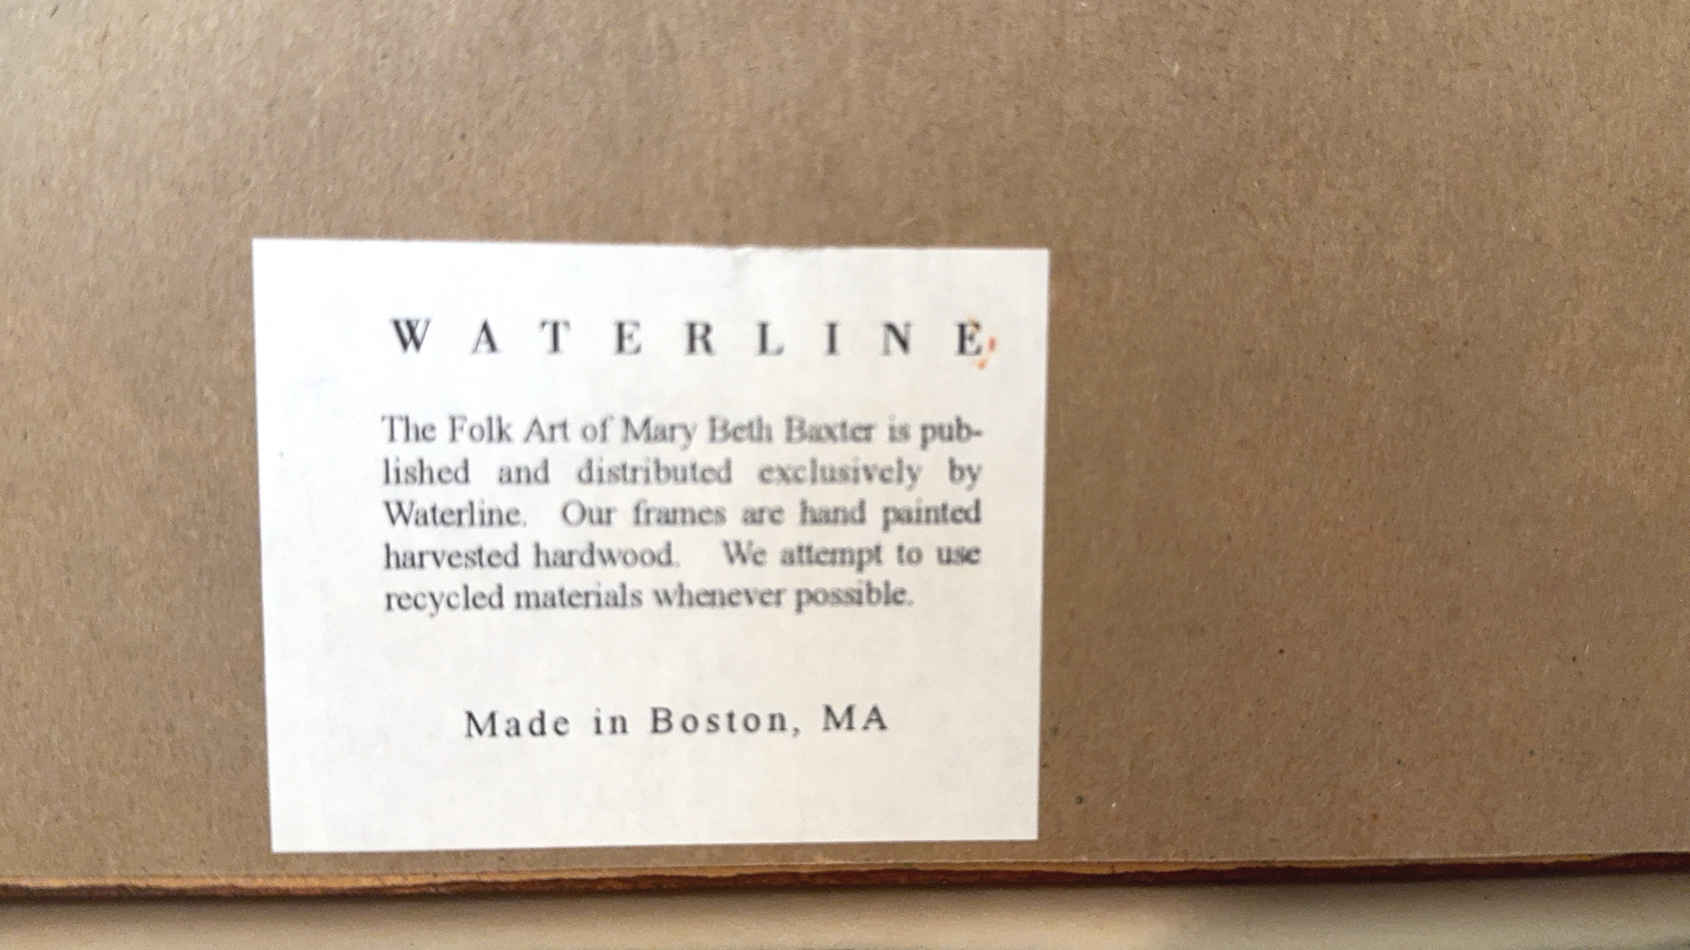 WATERLINE
The Folk Art of Mary Beth Baxter is pub-
lished and distributed exclusively by
Waterline. Our frames are hand painted
harvested hardwood. We attempt to use
recycled materials whenever possible.
Made in Boston, MA